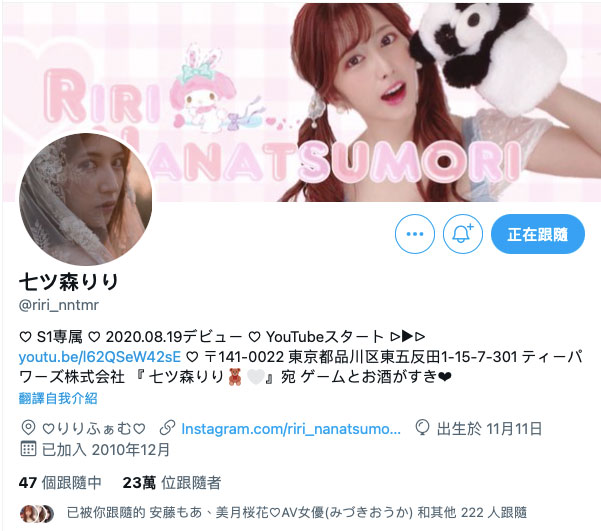 RIRI
NANATSUMORI
正在跟隨
七ツ森りり
@riri_nntmr
♡ S1専属 ♡ 2020.08.19デビュー ♡ YouTubeスタート ▷▶▷
youtu.be/l62QSeW42sE ♡ 〒141-0022 東京都品川区東五反田1-15-7-301 ティーパ
ワーズ株式会社 『 七ツ森りり🧸🤍』宛 ゲームとお酒がすき❤
翻譯自我介紹
♡りりふぁむ♡ Instagram.com/riri_nanatsumo... 出生於 11月11日
已加入 2010年12月
47 個跟隨中 23萬 位跟隨者
已被你跟隨的 安藤もあ、美月桜花♡AV女優(みづきおうか) 和其他 222 人跟隨